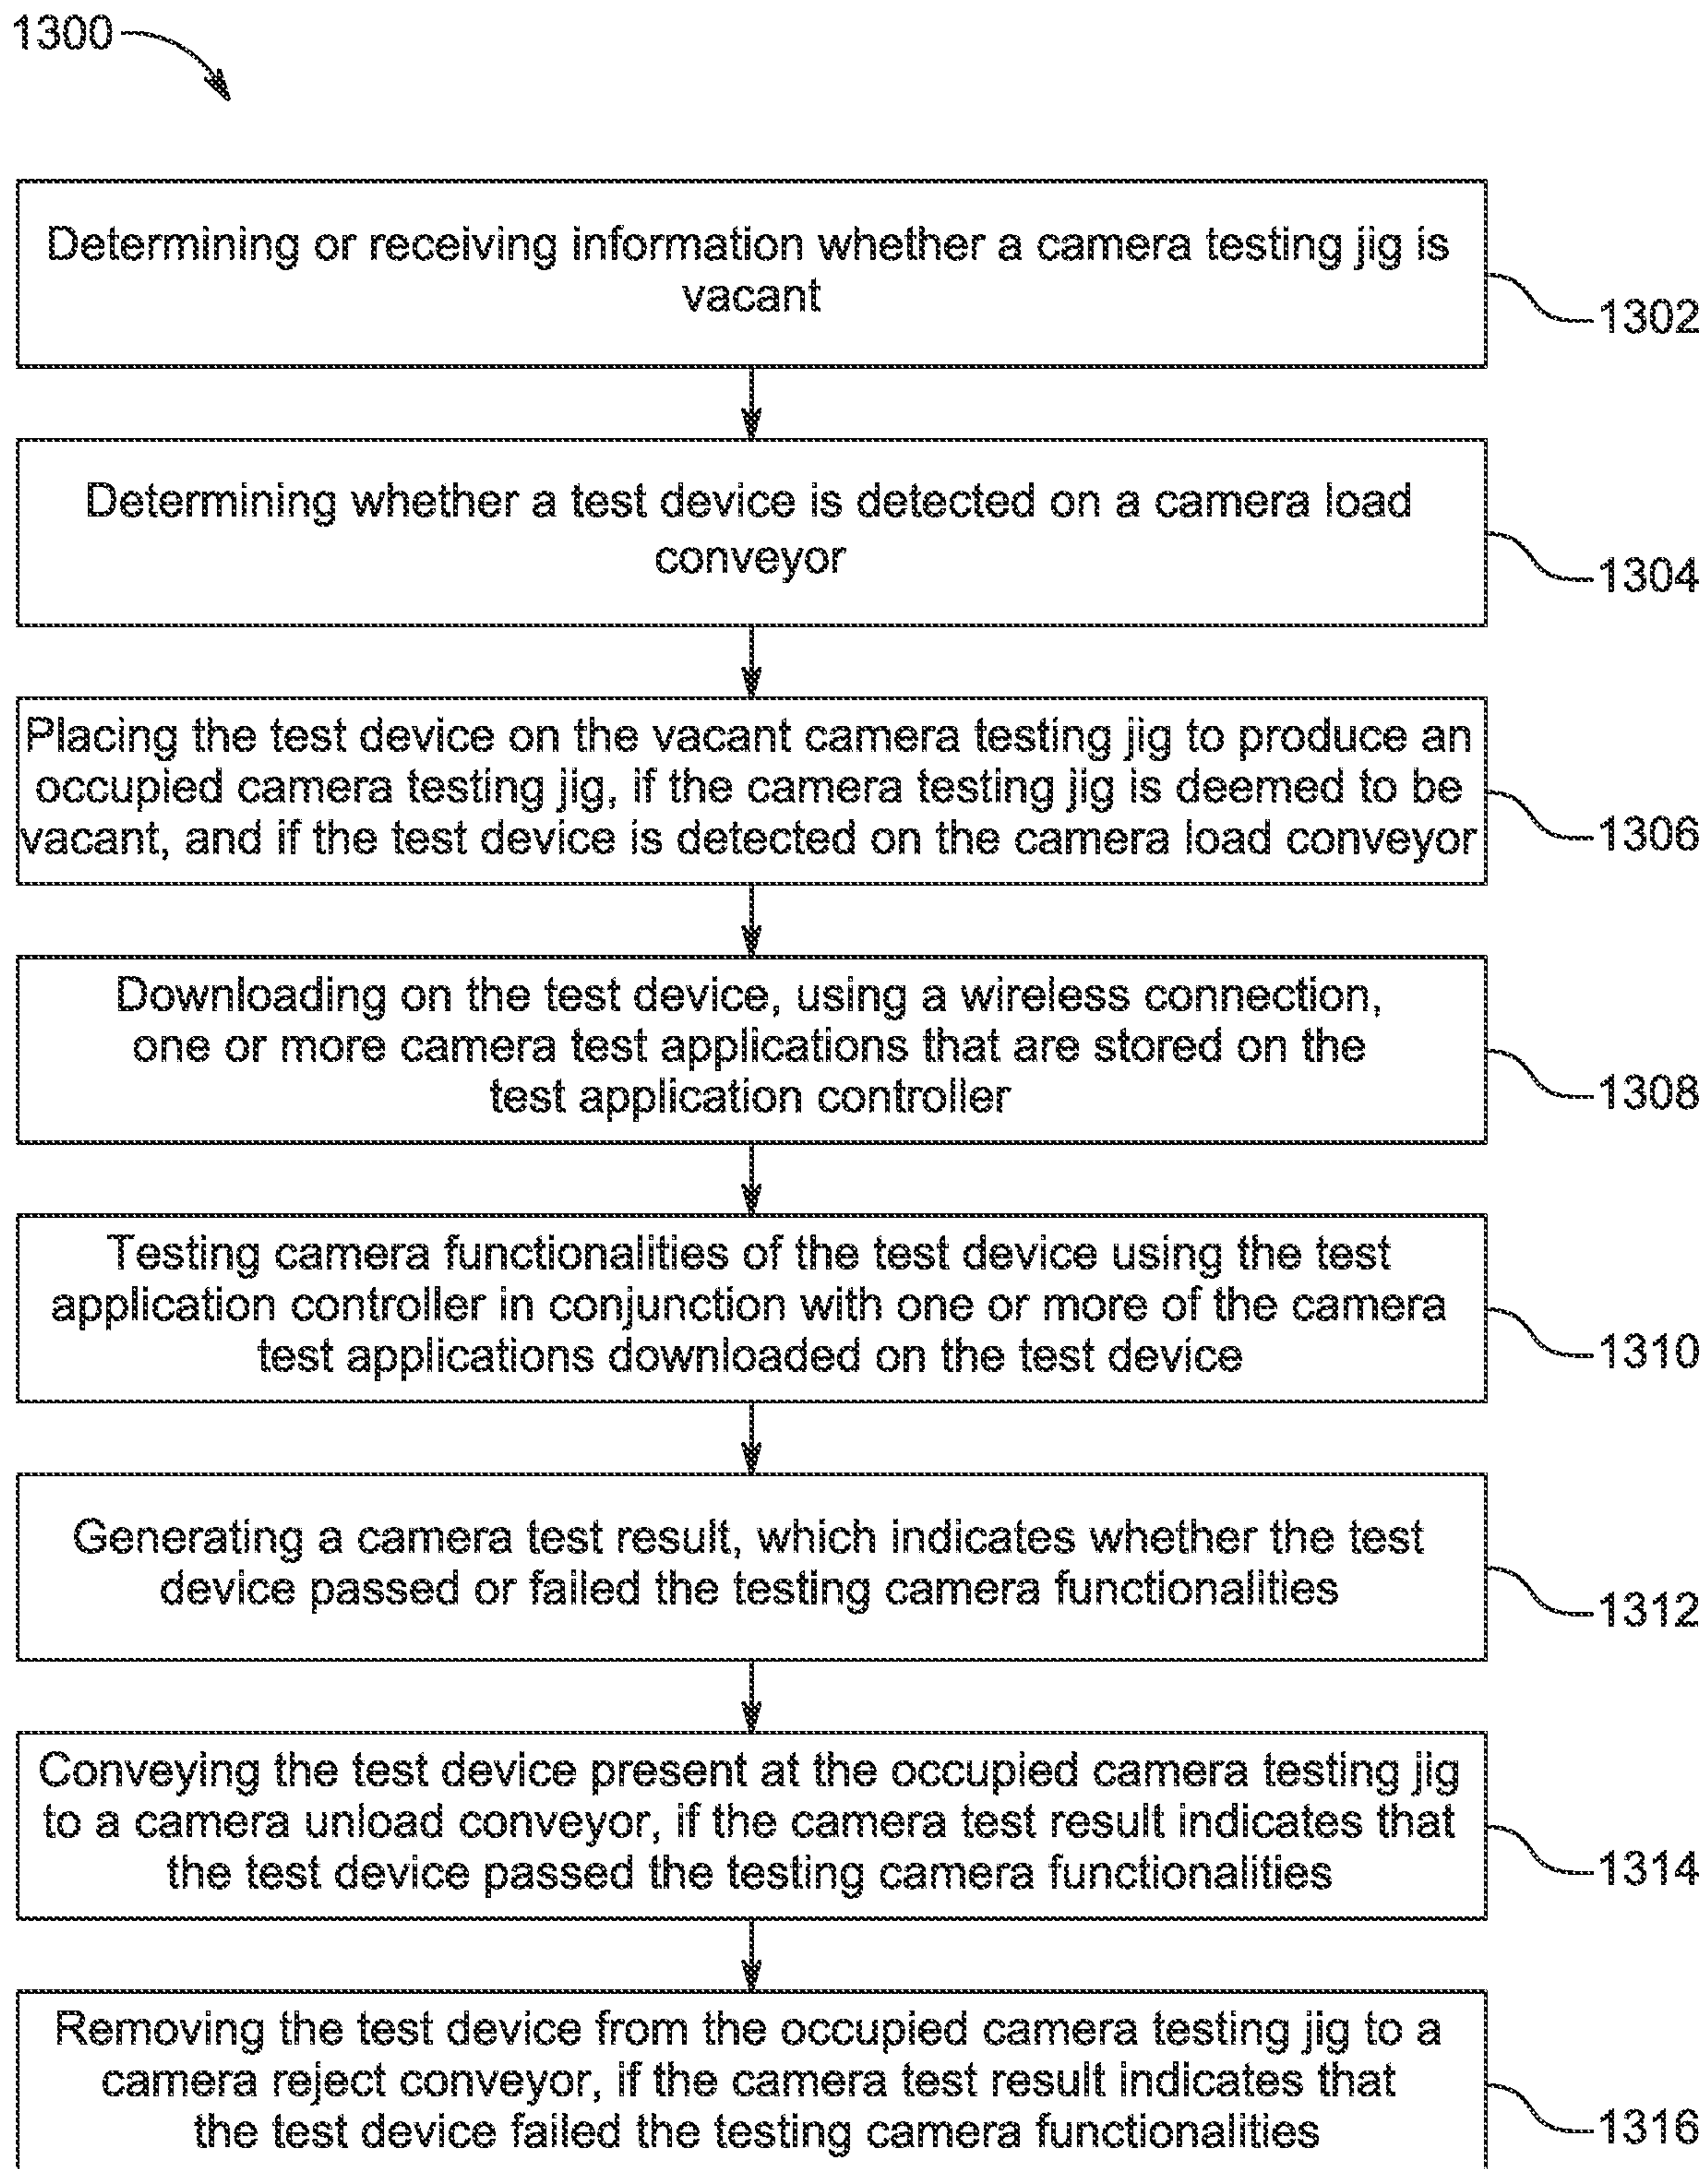 1300
Determining or receiving information whether a camera testing jig is
vacant
1302
Determining whether a test device is detected on a camera load
conveyor
1304
Placing the test device on the vacant camera testing jig to produce an
occupied camera testing jig, if the camera testing jig is deemed to be
vacant, and if the test device is detected on the camera load conveyor
1306
Downloading on the test device, using a wireless connection,
one or more camera test applications that are stored on the
test application controller
1308
Testing camera functionalities of the test device using the test
application controller in conjunction with one or more of the camera
test applications downloaded on the test device
1310
Generating a camera test result, which indicates whether the test
device passed or failed the testing camera functionalities
1312
Conveying the test device present at the occupied camera testing jig
to a camera unload conveyor, if the camera test result indicates that
the test device passed the testing camera functionalities
1314
Removing the test device from the occupied camera testing jig to a
camera reject conveyor, if the camera test result indicates that
the test device failed the testing camera functionalities
1316